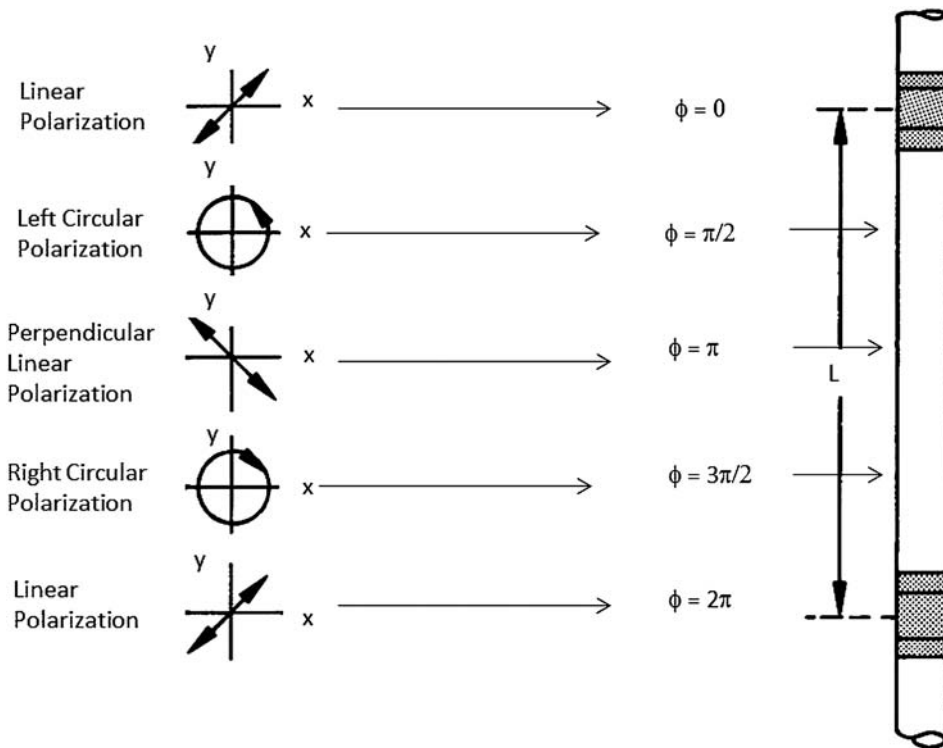 y
Linear
Polarization
x
ϕ = 0
y
Left Circular
Polarization
x
ϕ = π/2
y
Perpendicular
Linear
Polarization
x
ϕ = π
L
y
Right Circular
Polarization
x
ϕ = 3π/2
y
Linear
Polarization
x
ϕ = 2π